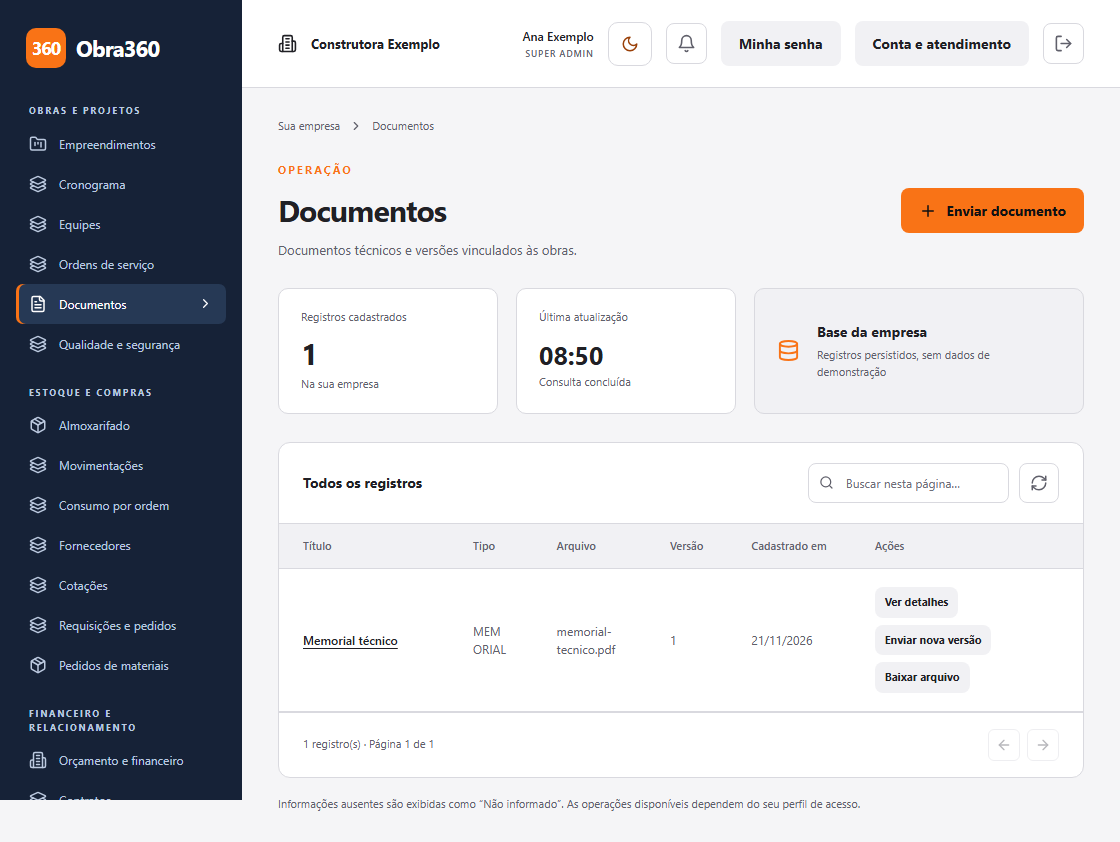 360 Obra360
OBRAS E PROJETOS
Empreendimentos
Cronograma
Equipes
Ordens de serviço
Documentos
Qualidade e segurança
ESTOQUE E COMPRAS
Almoxarifado
Movimentações
Consumo por ordem
Fornecedores
Cotações
Requisições e pedidos
Pedidos de materiais
FINANCEIRO E
RELACIONAMENTO
Orçamento e financeiro
Construtora Exemplo
Ana Exemplo
SUPER ADMIN
Minha senha
Conta e atendimento
Sua empresa
Documentos
OPERAÇÃO
Documentos
Documentos técnicos e versões vinculados às obras.
Enviar documento
Registros cadastrados
1
Na sua empresa
Última atualização
08:50
Consulta concluída
Base da empresa
Registros persistidos, sem dados de
demonstração
Todos os registros
Buscar nesta página...
Título Tipo Arquivo Versão Cadastrado em Ações
Memorial técnico
MEM
ORIAL
memorial-
tecnico.pdf
1
21/11/2026
Ver detalhes
Enviar nova versão
Baixar arquivo
1 registro(s) · Página 1 de 1
Informações ausentes são exibidas como “Não informado”. As operações disponíveis dependem do seu perfil de acesso.